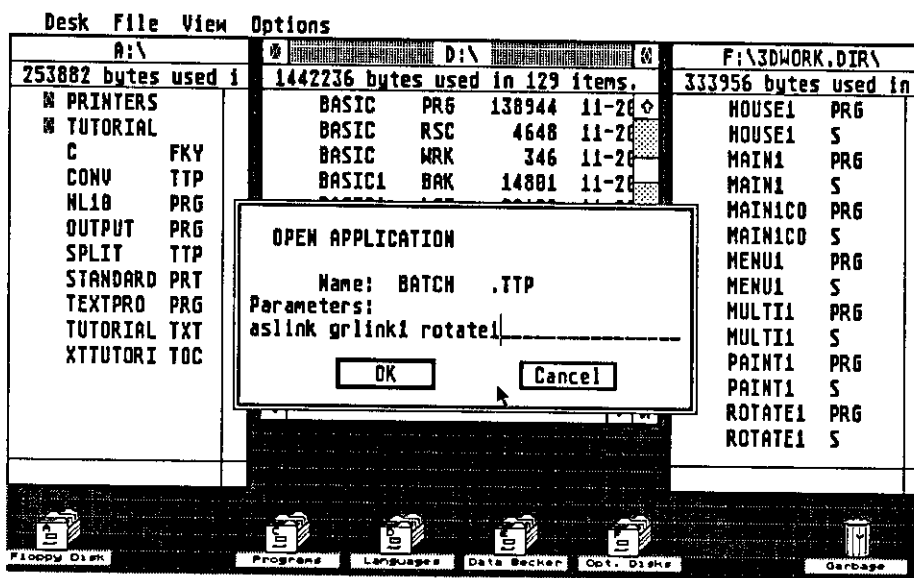 Desk File View Options
A:\
253882 bytes used i
PRINTERS
TUTORIAL
C FKY
CONV TTP
NL10 PRG
OUTPUT PRG
SPLIT TTP
STANDARD PRT
TEXTPRO PRG
TUTORIAL TXT
XTTUTORI TOC
D:\
1442236 bytes used in 129 items.
BASIC PRG 138944 11-20
BASIC RSC 4648 11-20
BASIC WRK 346 11-20
BASIC1 BAK 14801 11-20
F:\3DWORK.DIR\
333956 bytes used in
HOUSE1 PRG
HOUSE1 S
MAIN1 PRG
MAIN1 S
MAIN1CO PRG
MAIN1CO S
MENU1 PRG
MENU1 S
MULTI1 PRG
MULTI1 S
PAINT1 PRG
PAINT1 S
ROTATE1 PRG
ROTATE1 S
OPEN APPLICATION
Name: BATCH .TTP
Parameters:
aslink grlink1 rotate1
OK Cancel
Floppy Disk Programs Languages Data Becker Opt. Disks Garbage